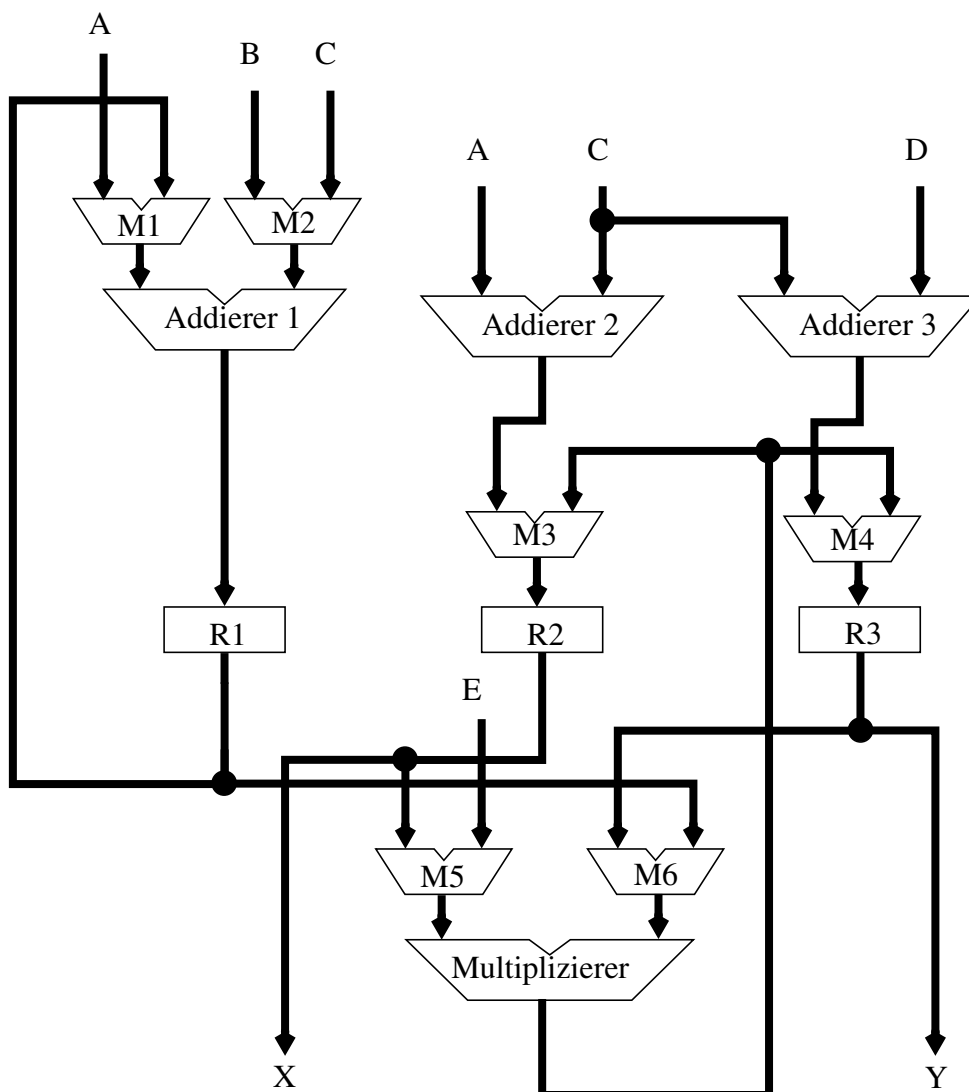 A
B C
A C D
M1 M2
Addierer 1 Addierer 2 Addierer 3
M3 M4
R1 R2 R3
E
M5 M6
Multiplizierer
X Y